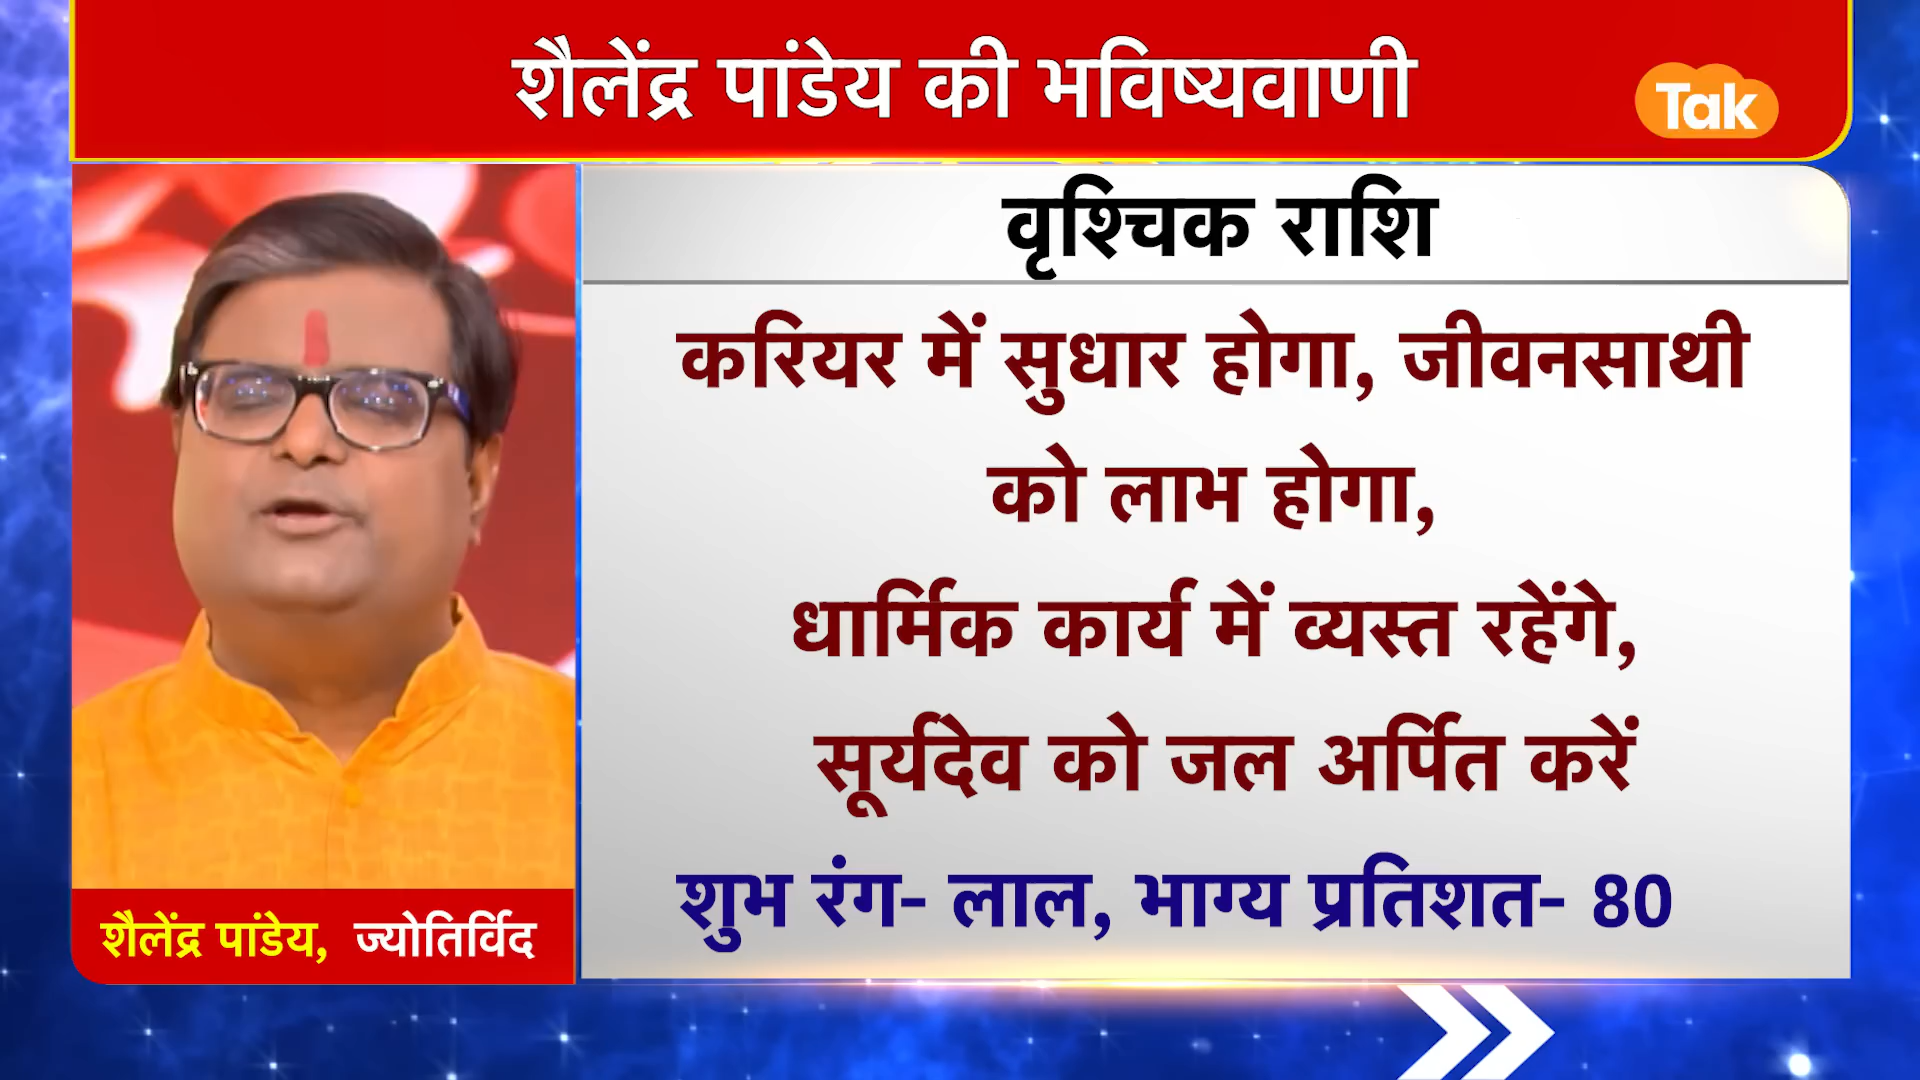 शैलेंद्र पांडेय की भविष्यवाणी
Tak
वृश्चिक राशि
करियर में सुधार होगा, जीवनसाथी
को लाभ होगा,
धार्मिक कार्य में व्यस्त रहेंगे,
सूर्यदेव को जल अर्पित करें
शुभ रंग- लाल, भाग्य प्रतिशत- 80
शैलेंद्र पांडेय, ज्योतिर्विद